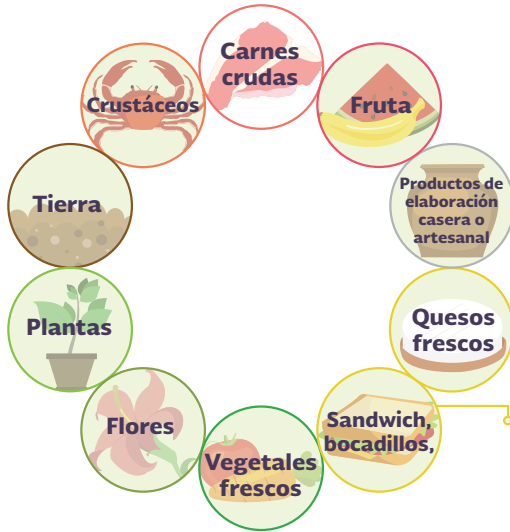 Carnes
crudas
Fruta
Productos de
elaboración
casera o
artesanal
Quesos
frescos
Sandwich,
bocadillos,
Vegetales
frescos
Flores
Plantas
Tierra
Crustáceos